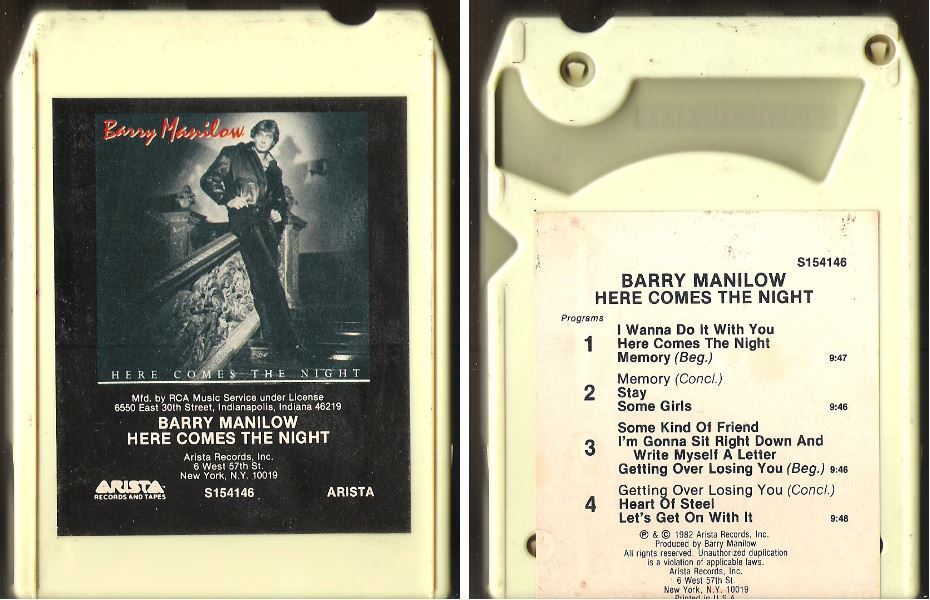 Barry Manilow
HERE COMES THE NIGHT
Mfd. by RCA Music Service under License
6550 East 30th Street, Indianapolis, Indiana 46219
BARRY MANILOW
HERE COMES THE NIGHT
Arista Records, Inc.
6 West 57th St.
New York, N.Y. 10019
ARISTA
RECORDS AND TAPES
S154146
ARISTA
S154146
BARRY MANILOW
HERE COMES THE NIGHT
Programs
1
I Wanna Do It With You
Here Comes The Night
Memory (Beg.) 9:47
2
Memory (Concl.)
Stay
Some Girls 9:46
3
Some Kind Of Friend
I'm Gonna Sit Right Down And
Write Myself A Letter
Getting Over Losing You (Beg.) 9:46
4
Getting Over Losing You (Concl.)
Heart Of Steel
Let's Get On With It 9:48
℗ & © 1982 Arista Records, Inc.
Produced by Barry Manilow
All rights reserved. Unauthorized duplication
is a violation of applicable laws.
Arista Records, Inc.
6 West 57th St.
New York, N.Y. 10019
Printed in U.S.A.